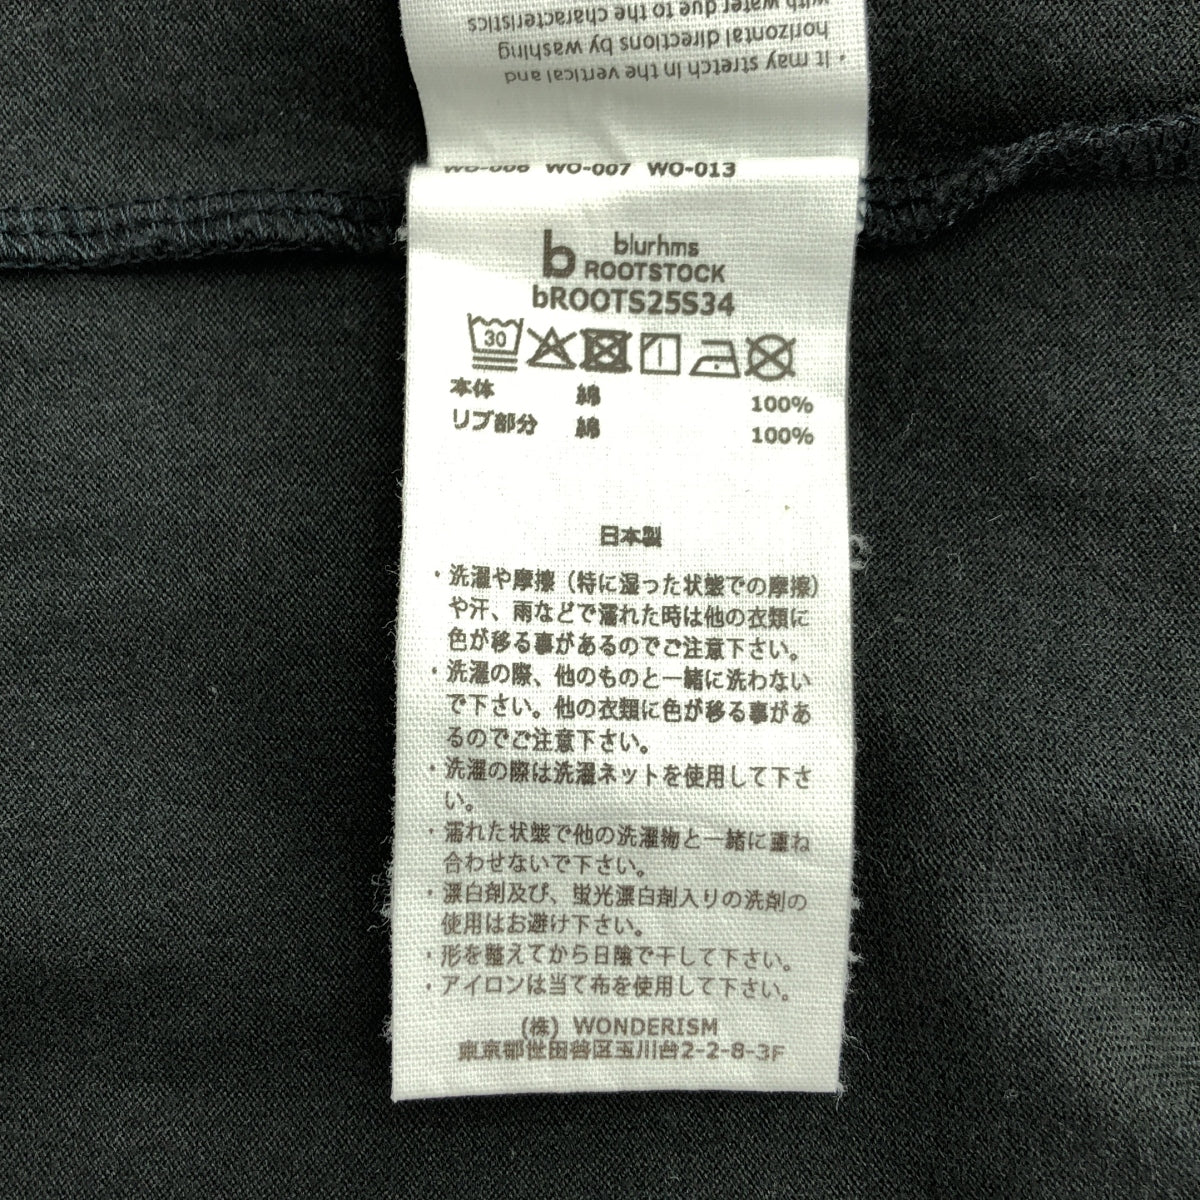 with water due to the characteristics
horizontal directions by washing
・It may stretch in the vertical and
WO-006 WO-007 WO-013
b blurhms
ROOTSTOCK
bROOTS25S34
30
本体 綿 100%
リブ部分 綿 100%
日本製
・洗濯や摩擦（特に湿った状態での摩擦）
や汗、雨などで濡れた時は他の衣類に
色が移る事があるのでご注意下さい。
・洗濯の際、他のものと一緒に洗わない
で下さい。他の衣類に色が移る事があ
るのでご注意下さい。
・洗濯の際は洗濯ネットを使用して下さ
い。
・濡れた状態で他の洗濯物と一緒に重ね
合わせないで下さい。
・漂白剤及び、蛍光漂白剤入りの洗剤の
使用はお避け下さい。
・形を整えてから日陰で干して下さい。
・アイロンは当て布を使用して下さい。
(株) WONDERISM
東京都世田谷区玉川台2-2-8-3F